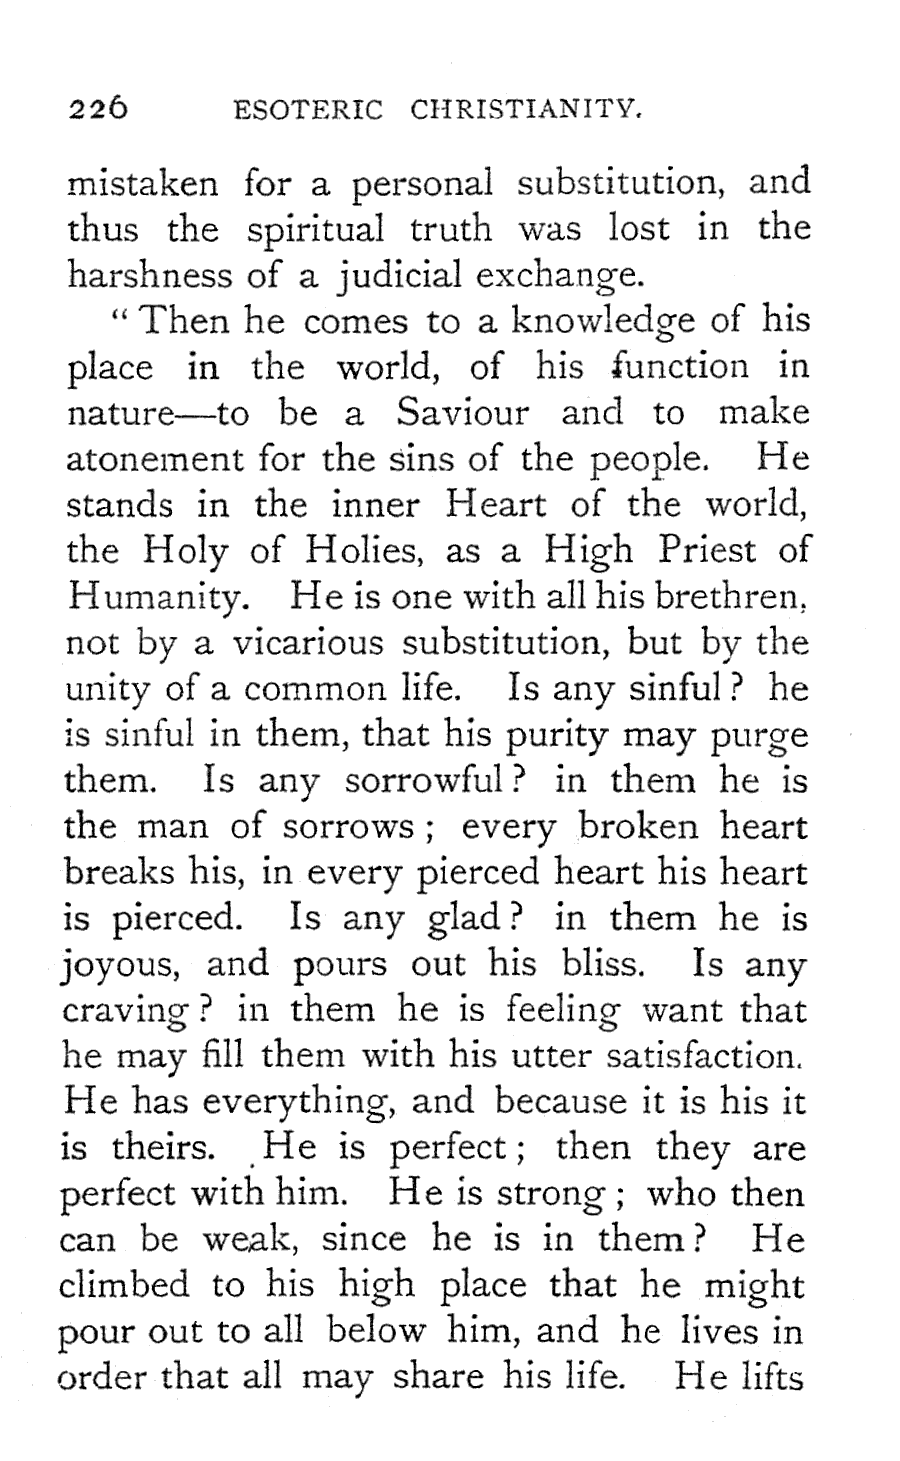 226 ESOTERIC CHRISTIANITY.
mistaken for a personal substitution, and
thus the spiritual truth was lost in the
harshness of a judicial exchange.
“ Then he comes to a knowledge of his
place in the world, of his function in
nature—to be a Saviour and to make
atonement for the sins of the people. He
stands in the inner Heart of the world,
the Holy of Holies, as a High Priest of
Humanity. He is one with all his brethren,
not by a vicarious substitution, but by the
unity of a common life. Is any sinful ? he
is sinful in them, that his purity may purge
them. Is any sorrowful ? in them he is
the man of sorrows ; every broken heart
breaks his, in every pierced heart his heart
is pierced. Is any glad ? in them he is
joyous, and pours out his bliss. Is any
craving ? in them he is feeling want that
he may fill them with his utter satisfaction.
He has everything, and because it is his it
is theirs. He is perfect ; then they are
perfect with him. He is strong ; who then
can be weak, since he is in them ? He
climbed to his high place that he might
pour out to all below him, and he lives in
order that all may share his life. He lifts